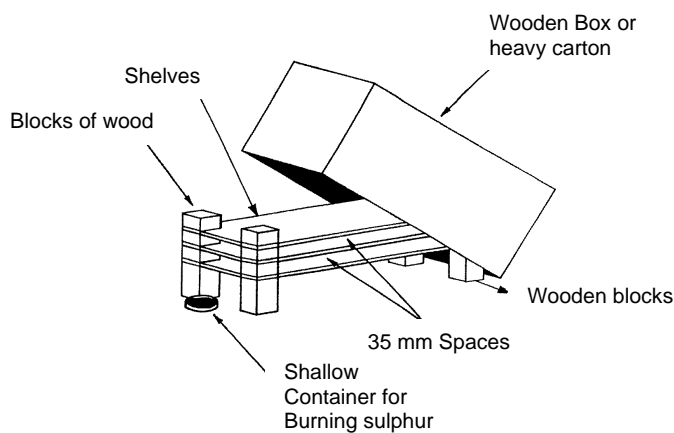 Wooden Box or
heavy carton
Shelves
Blocks of wood
Wooden blocks
35 mm Spaces
Shallow
Container for
Burning sulphur